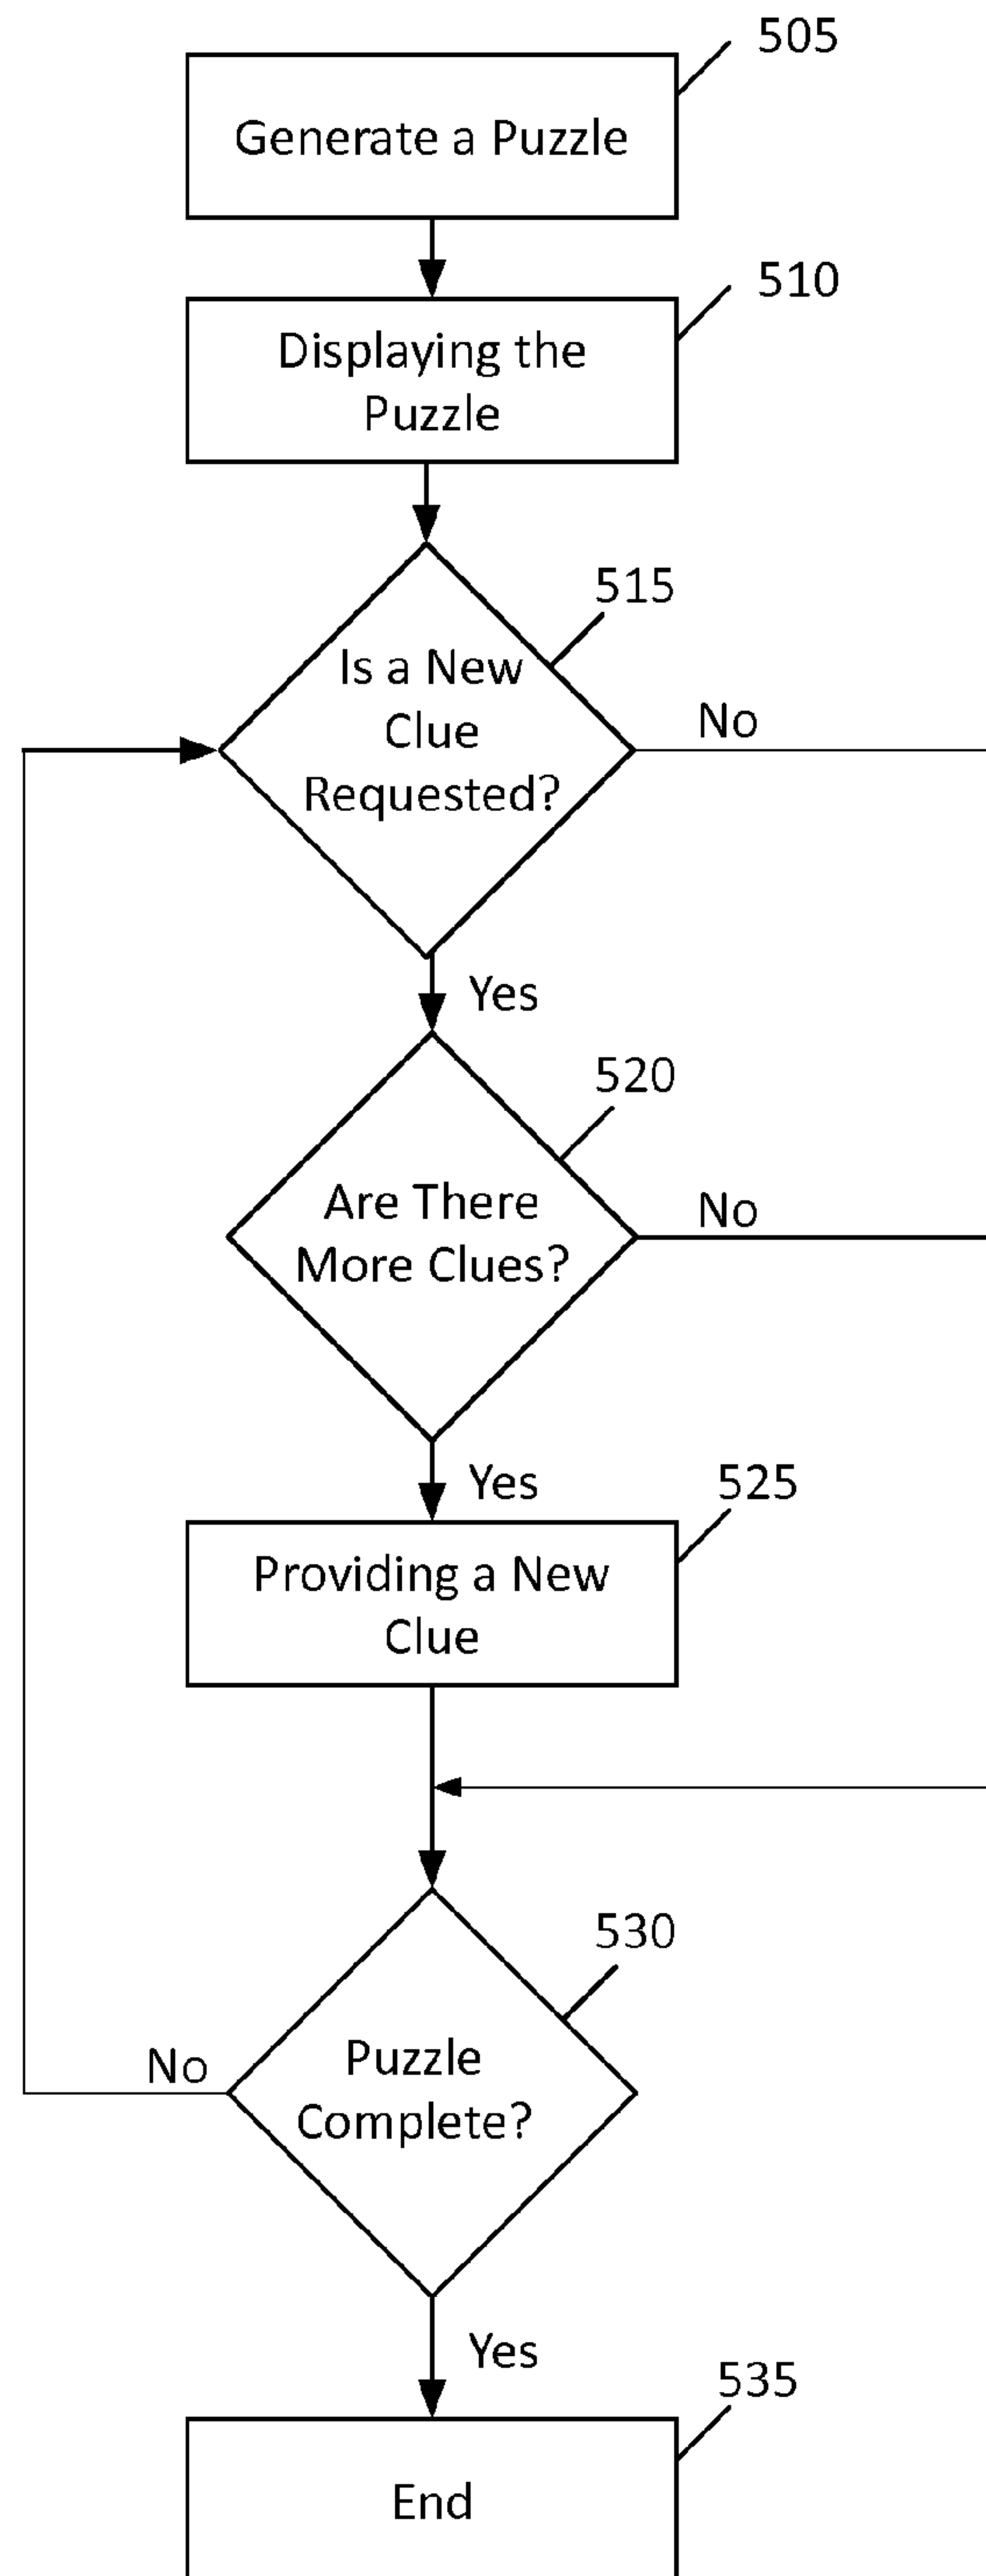 505
Generate a Puzzle
510
Displaying the
Puzzle
515
Is a New
Clue
Requested?
No
Yes
520
Are There
More Clues?
No
Yes
525
Providing a New
Clue
530
Puzzle
Complete?
No
Yes
535
End